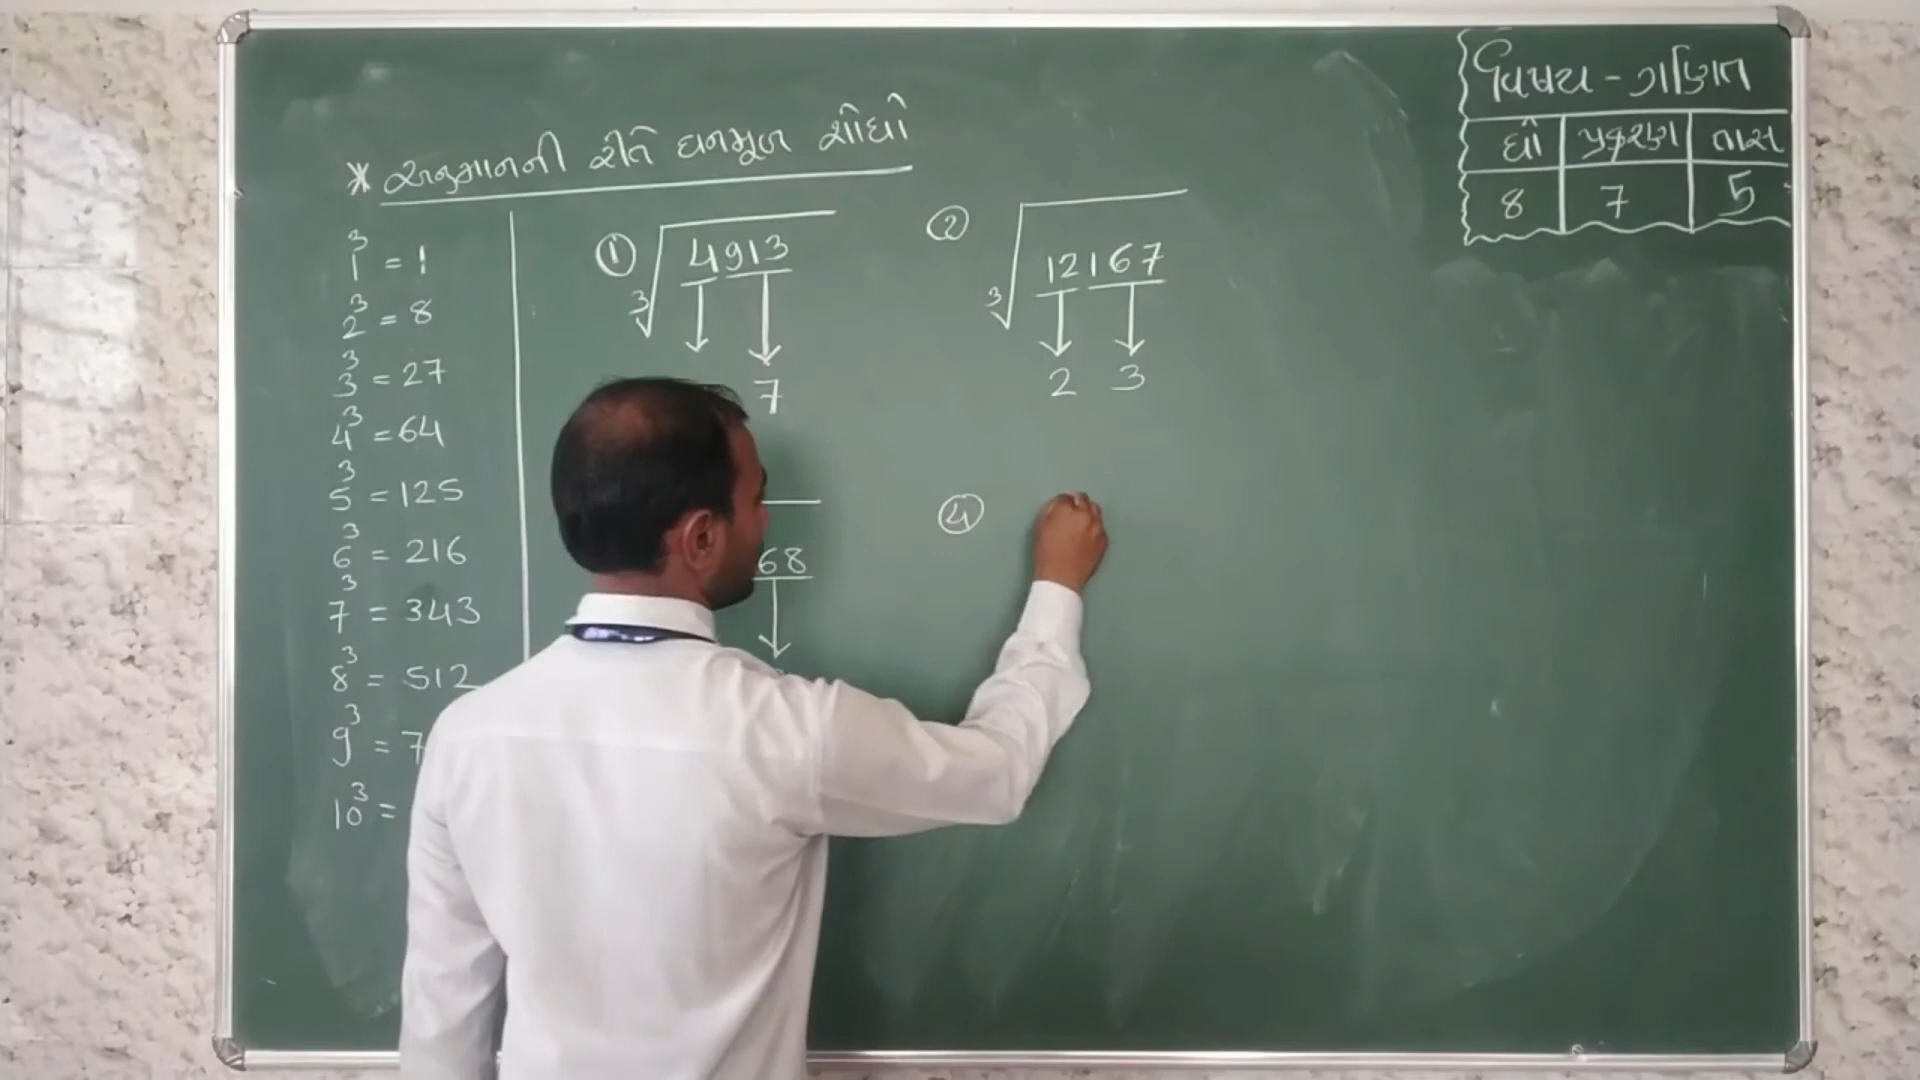 * અનુમાનની રીતે ઘનમૂળ શોધો
વિષય - ગણિત
ધો પ્રકરણ તાસ
8 7 5
1³ = 1
2³ = 8
3³ = 27
4³ = 64
5³ = 125
6³ = 216
7³ = 343
8³ = 512
9³ = 7
10³ =
① ∛4913
7
② ∛12167
2 3
68
④